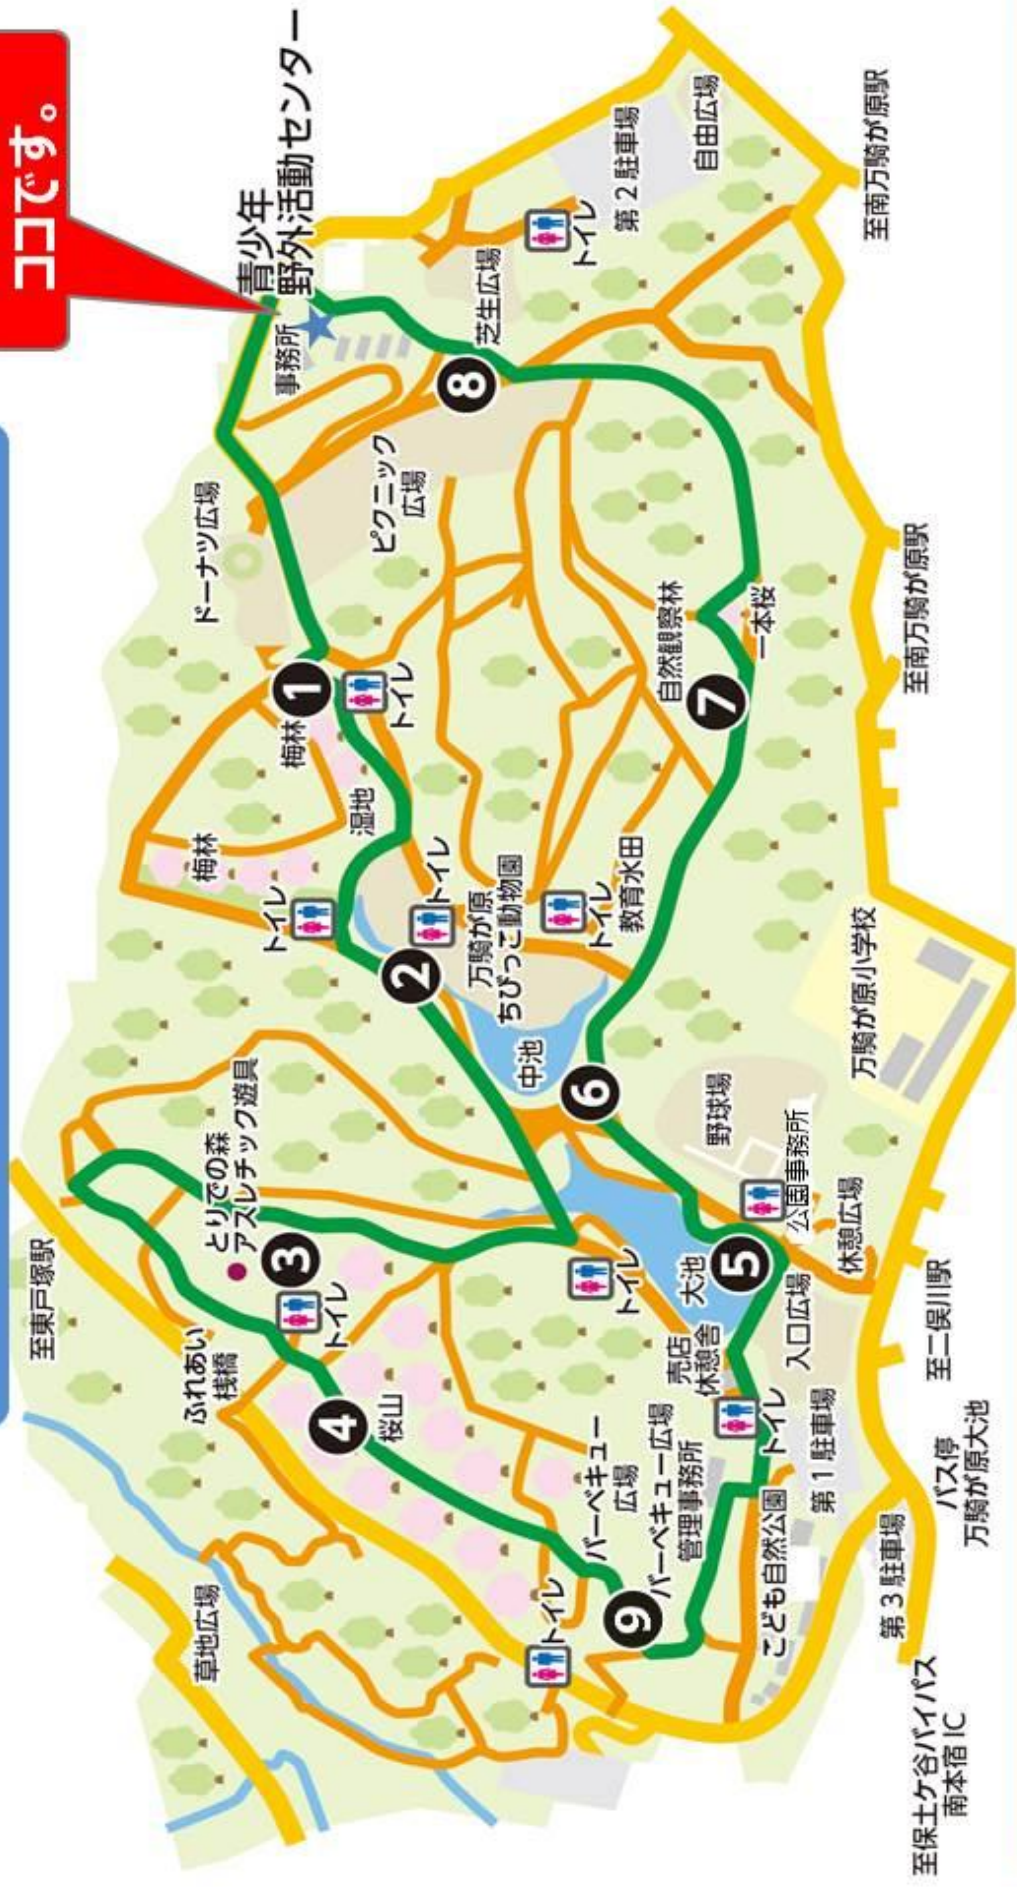 ココです。
青少年
野外活動センター
事務所
ドーナツ広場
ピクニック
広場
芝生広場
トイレ
第2駐車場
自由広場
至南万騎が原駅
8
1
梅林
トイレ
湿地
梅林
トイレ
トイレ
2
万騎が原
ちびっこ動物園
中池
トイレ
教育水田
自然観察林
7
一本桜
至南万騎が原駅
万騎が原小学校
6
野球場
公園事務所
休憩広場
5
大池
入口広場
至二俣川駅
トイレ
売店
休憩舎
トイレ
第1駐車場
バス停
万騎が原大池
至東戸塚駅
とりでの森
アスレチック遊具
3
トイレ
ふれあい
桟橋
4
桜山
バーベキュー
広場
バーベキュー広場
管理事務所
9
トイレ
こども自然公園
第3駐車場
草地広場
至保土ケ谷バイパス
南本宿IC